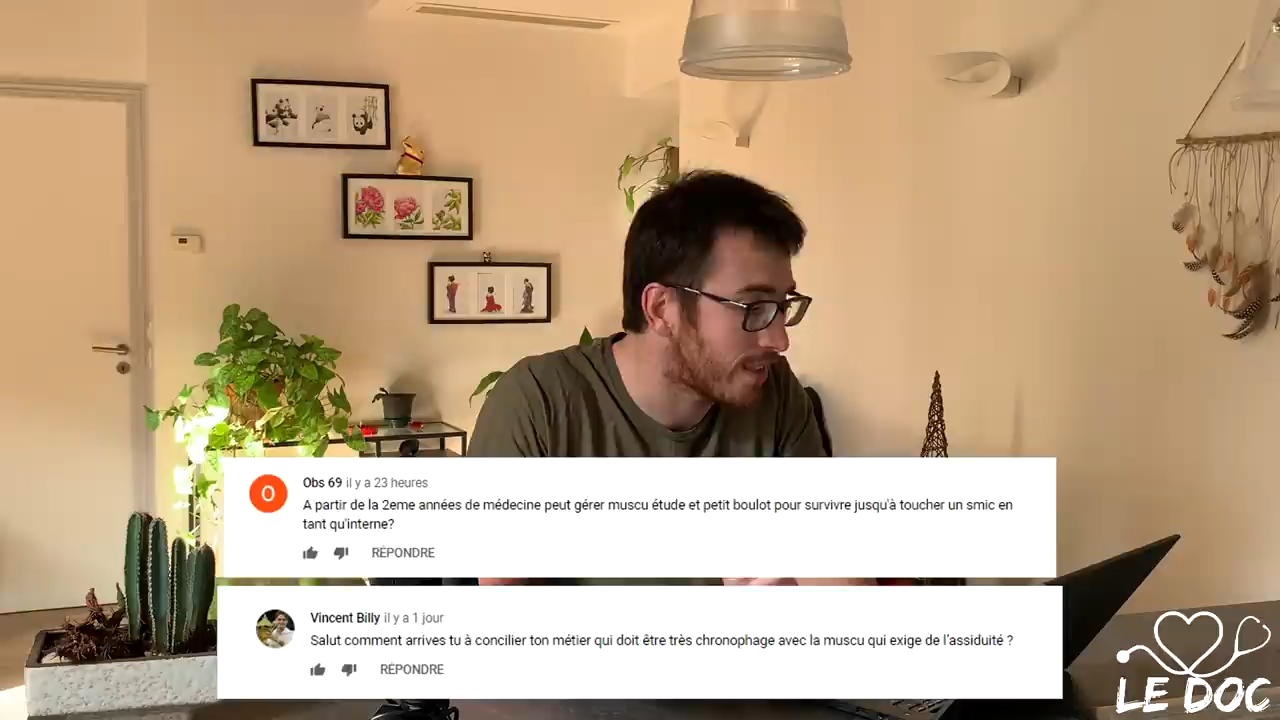 O
Obs 69 il y a 23 heures
A partir de la 2eme années de médecine peut gérer muscu étude et petit boulot pour survivre jusqu'à toucher un smic en
tant qu'interne?
RÉPONDRE
Vincent Billy il y a 1 jour
Salut comment arrives tu à concilier ton métier qui doit être très chronophage avec la muscu qui exige de l'assiduité ?
RÉPONDRE
LE DOC